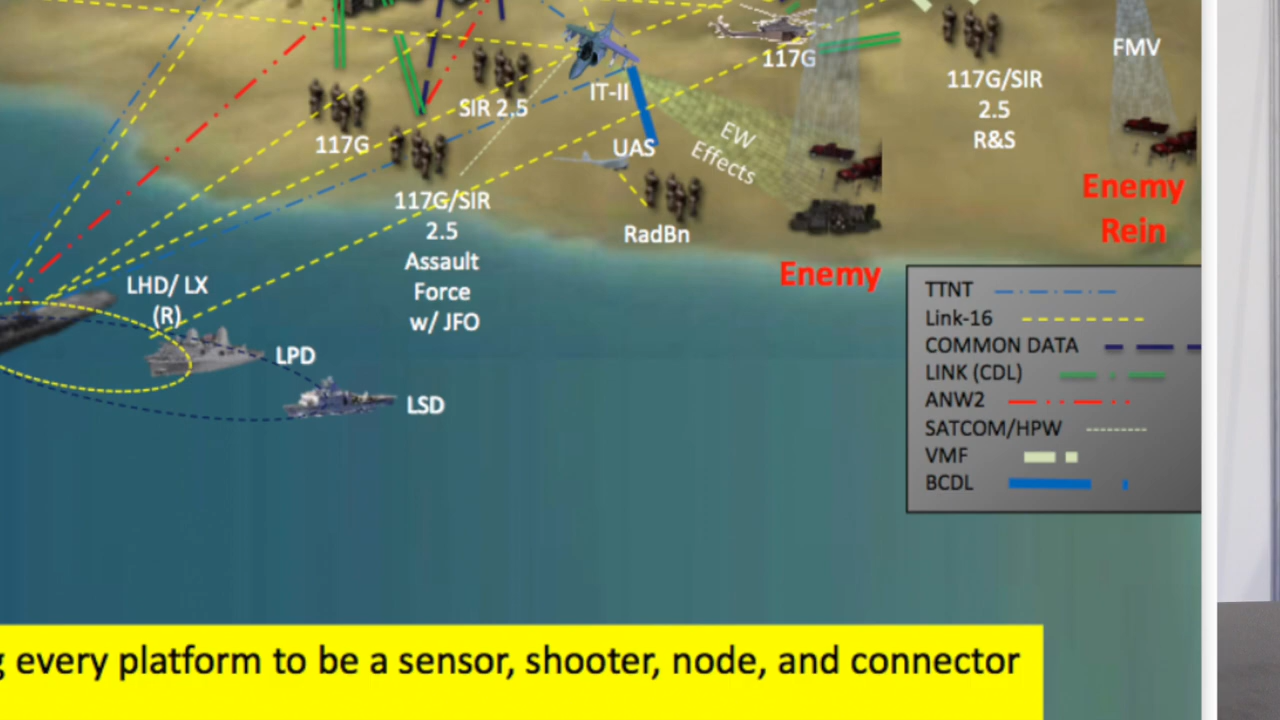 FMV
117G
117G/SIR
2.5
R&S
IT-II
SIR 2.5
117G
EW
Effects
UAS
Enemy
Rein
117G/SIR
2.5
Assault
Force
w/ JFO
RadBn
Enemy
LHD/ LX
(R)
LPD
LSD
TTNT
Link-16
COMMON DATA
LINK (CDL)
ANW2
SATCOM/HPW
VMF
BCDL
every platform to be a sensor, shooter, node, and connector